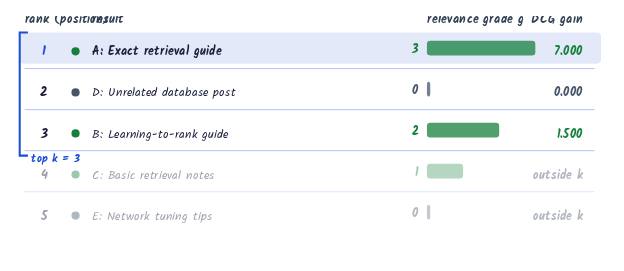 rank (position) result relevance grade g DCG gain
1 A: Exact retrieval guide 3 7.000
2 D: Unrelated database post 0 0.000
3 B: Learning-to-rank guide 2 1.500
top k = 3
4 C: Basic retrieval notes 1 outside k
5 E: Network tuning tips 0 outside k